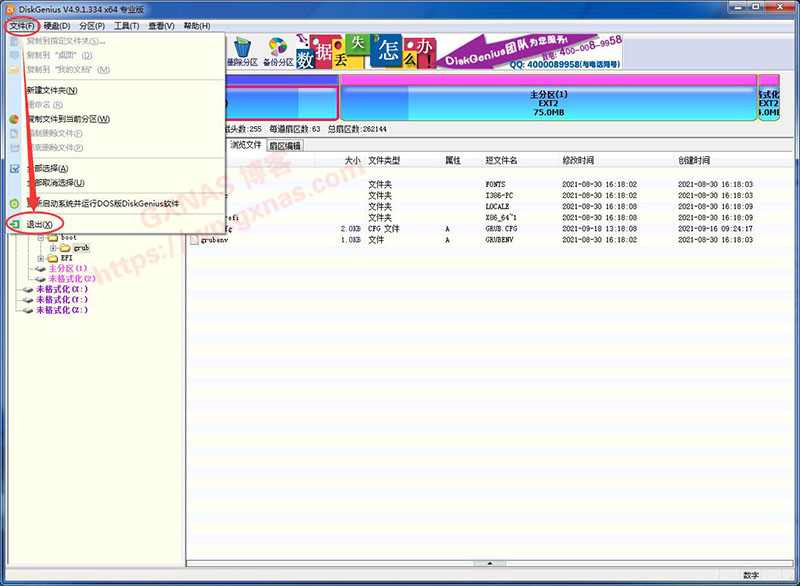 DiskGenius V4.9.1.334 x64 专业版
文件(F) 硬盘(D) 分区(P) 工具(T) 查看(V) 帮助(H)
复制到指定文件夹(S)...
复制到 "桌面" (D)
复制到 "我的文档" (M)
新建文件夹(N)
重命名 (R)
复制文件到当前分区(W)
强制删除文件(F)
彻底删除文件(P)
全部选择(A)
全部取消选择(U)
重新启动系统并运行DOS版DiskGenius软件
退出(X)
删除分区 备份分区
数据丢失怎么办!
DiskGenius团队为您服务!
致电: 400-008-9958
QQ: 4000089958(与电话同号)
主分区(1)
EXT2
75.0MB
式化
EXT2
磁头数:255 每道扇区数:63 总扇区数:262144
浏览文件 扇区编辑
大小 文件类型 属性 短文件名 修改时间 创建时间
文件夹 FONTS 2021-08-30 16:18:02 2021-08-30 16:18:03
文件夹 I386-PC 2021-08-30 16:18:02 2021-08-30 16:18:03
文件夹 LOCALE 2021-08-30 16:18:08 2021-08-30 16:18:09
efi 文件夹 X86_64~1 2021-08-30 16:18:08 2021-08-30 16:18:03
fg 2.0KB CFG 文件 A GRUB.CFG 2021-09-18 13:18:08 2021-09-16 09:24:17
grubenv 1.0KB 文件 A GRUBENV 2021-08-30 16:18:02 2021-08-30 16:18:03
boot
grub
EFI
主分区(1)
未格式化(2)
未格式化(X:)
未格式化(Y:)
未格式化(Z:)
GXNAS 博客
https://wp.gxnas.com
数字